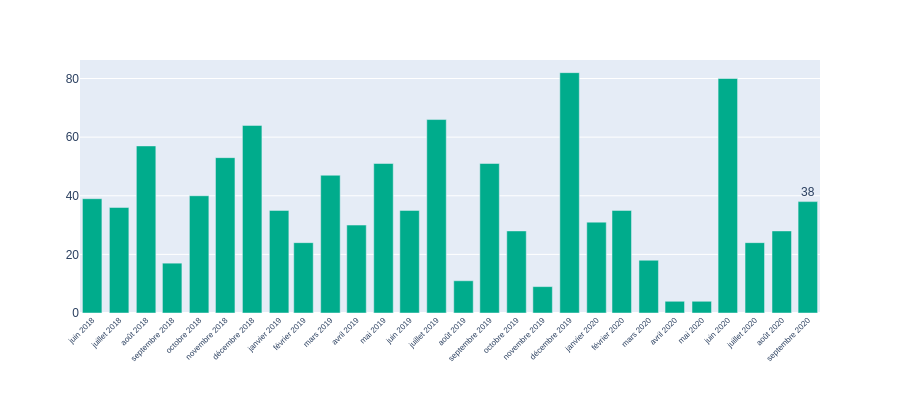 80
60
40
20
0
38
juin 2018
juillet 2018
août 2018
septembre 2018
octobre 2018
novembre 2018
décembre 2018
janvier 2019
février 2019
mars 2019
avril 2019
mai 2019
juin 2019
juillet 2019
août 2019
septembre 2019
octobre 2019
novembre 2019
décembre 2019
janvier 2020
février 2020
mars 2020
avril 2020
mai 2020
juin 2020
juillet 2020
août 2020
septembre 2020